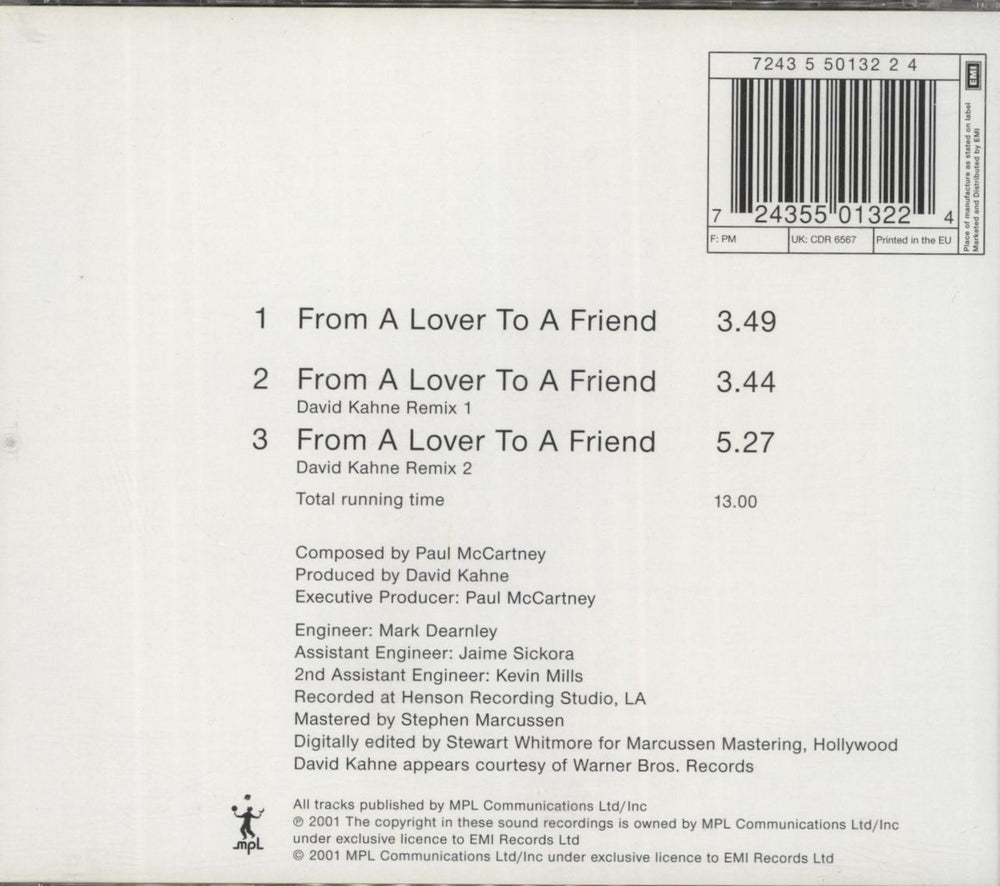 7243 5 50132 2 4
EMI
Place of manufacture as stated on label
Marketed and Distributed by EMI
7 24355 01322 4
F: PM
UK: CDR 6567
Printed in the EU
1 From A Lover To A Friend 3.49
2 From A Lover To A Friend 3.44
David Kahne Remix 1
3 From A Lover To A Friend 5.27
David Kahne Remix 2
Total running time 13.00
Composed by Paul McCartney
Produced by David Kahne
Executive Producer: Paul McCartney
Engineer: Mark Dearnley
Assistant Engineer: Jaime Sickora
2nd Assistant Engineer: Kevin Mills
Recorded at Henson Recording Studio, LA
Mastered by Stephen Marcussen
Digitally edited by Stewart Whitmore for Marcussen Mastering, Hollywood
David Kahne appears courtesy of Warner Bros. Records
mpL
All tracks published by MPL Communications Ltd/Inc
℗ 2001 The copyright in these sound recordings is owned by MPL Communications Ltd/Inc
under exclusive licence to EMI Records Ltd
© 2001 MPL Communications Ltd/Inc under exclusive licence to EMI Records Ltd